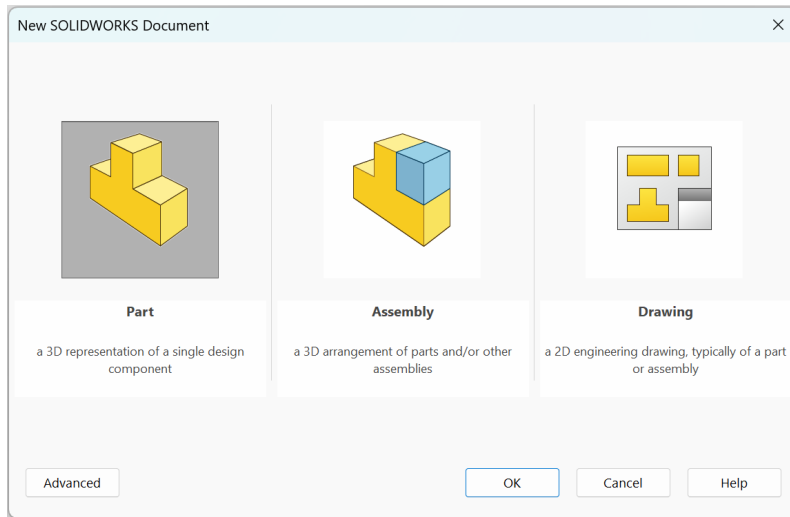 New SOLIDWORKS Document
Part
a 3D representation of a single design
component
Assembly
a 3D arrangement of parts and/or other
assemblies
Drawing
a 2D engineering drawing, typically of a part
or assembly
Advanced
OK
Cancel
Help